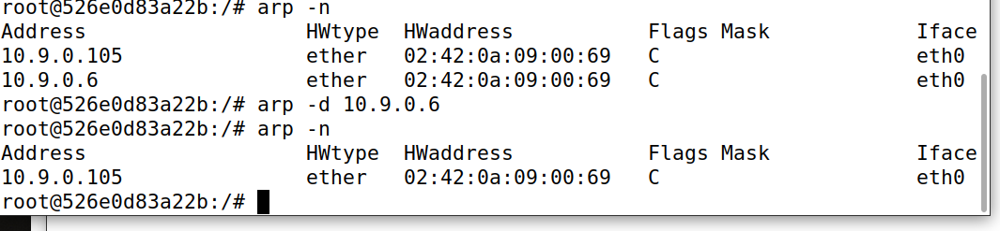 root@526e0d83a22b:/# arp -n
Address                  HWtype  HWaddress           Flags Mask            Iface
10.9.0.105               ether   02:42:0a:09:00:69   C                     eth0
10.9.0.6                 ether   02:42:0a:09:00:69   C                     eth0
root@526e0d83a22b:/# arp -d 10.9.0.6
root@526e0d83a22b:/# arp -n
Address                  HWtype  HWaddress           Flags Mask            Iface
10.9.0.105               ether   02:42:0a:09:00:69   C                     eth0
root@526e0d83a22b:/#